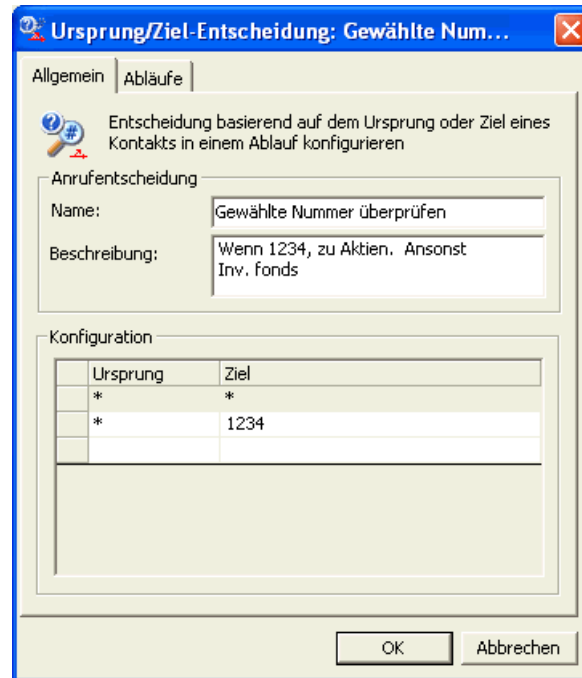 Ursprung/Ziel-Entscheidung: Gewählte Num...
Allgemein Abläufe
Entscheidung basierend auf dem Ursprung oder Ziel eines
Kontakts in einem Ablauf konfigurieren
Anrufentscheidung
Name: Gewählte Nummer überprüfen
Beschreibung: Wenn 1234, zu Aktien. Ansonst
Inv. fonds
Konfiguration
Ursprung Ziel
* *
* 1234
OK Abbrechen